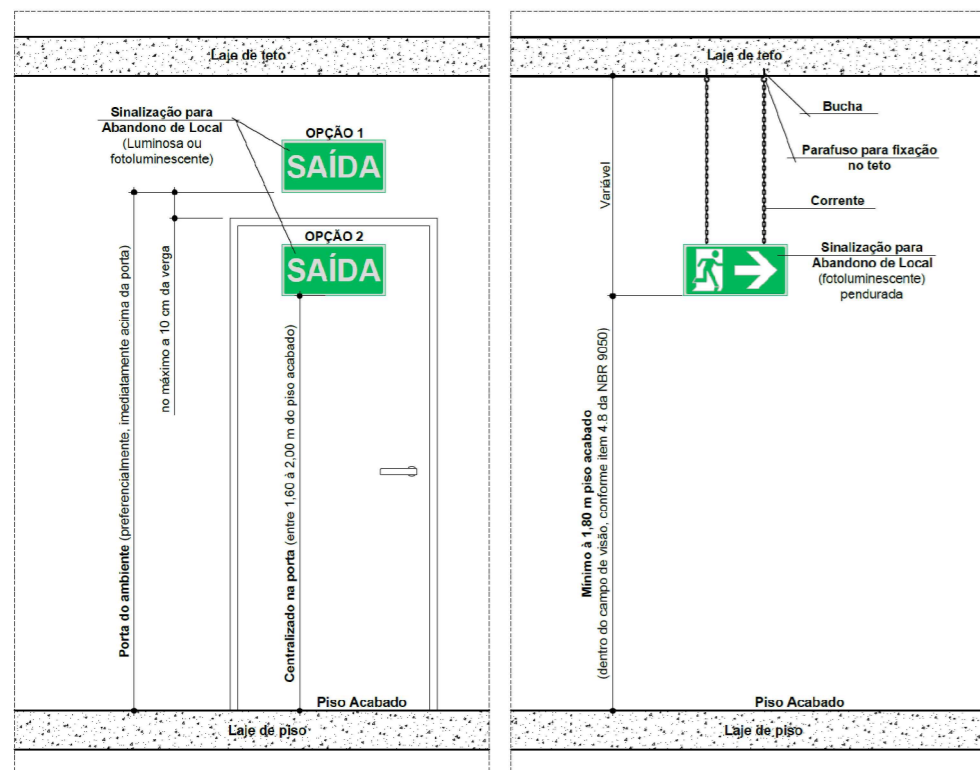 Laje de teto
Sinalização para
Abandono de Local
(Luminosa ou
fotoluminescente)
OPÇÃO 1
SAÍDA
OPÇÃO 2
SAÍDA
Porta do ambiente (preferencialmente, imediatamente acima da porta)
no máximo a 10 cm da verga
Centralizado na porta (entre 1,60 à 2,00 m do piso acabado)
Piso Acabado
Laje de piso
Laje de teto
Bucha
Parafuso para fixação
no teto
Variável
Corrente
Sinalização para
Abandono de Local
(fotoluminescente)
pendurada
Mínimo à 1,80 m piso acabado
(dentro do campo de visão, conforme item 4.8 da NBR 9050)
Piso Acabado
Laje de piso